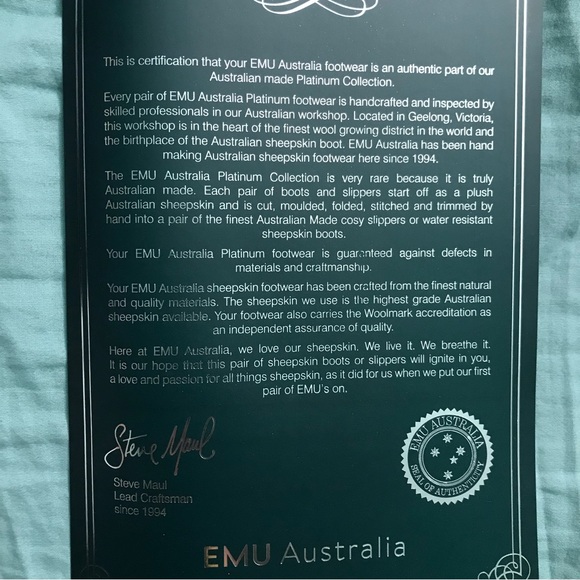 This is certification that your EMU Australia footwear is an authentic part of our
Australian made Platinum Collection.
Every pair of EMU Australia Platinum footwear is handcrafted and inspected by
skilled professionals in our Australian workshop. Located in Geelong, Victoria,
this workshop is in the heart of the finest wool growing district in the world and
the birthplace of the Australian sheepskin boot. EMU Australia has been hand
making Australian sheepskin footwear here since 1994.
The EMU Australia Platinum Collection is very rare because it is truly
Australian made. Each pair of boots and slippers start off as a plush
Australian sheepskin and is cut, moulded, folded, stitched and trimmed by
hand into a pair of the finest Australian Made cosy slippers or water resistant
sheepskin boots.
Your EMU Australia Platinum footwear is guaranteed against defects in
materials and craftmanship.
Your EMU Australia sheepskin footwear has been crafted from the finest natural
and quality materials. The sheepskin we use is the highest grade Australian
sheepskin available. Your footwear also carries the Woolmark accreditation as
an independent assurance of quality.
Here at EMU Australia, we love our sheepskin. We live it. We breathe it.
It is our hope that this pair of sheepskin boots or slippers will ignite in you,
a love and passion for all things sheepskin, as it did for us when we put our first
pair of EMU's on.
Steve Maul
Steve Maul
Lead Craftsman
since 1994
EMU AUSTRALIA
SEAL OF AUTHENTICITY
EMU Australia